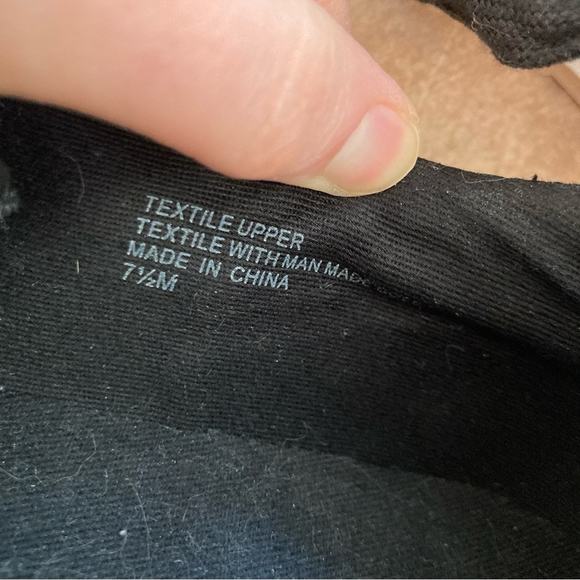 TEXTILE UPPER
TEXTILE WITH MAN MADE
MADE IN CHINA
7½M